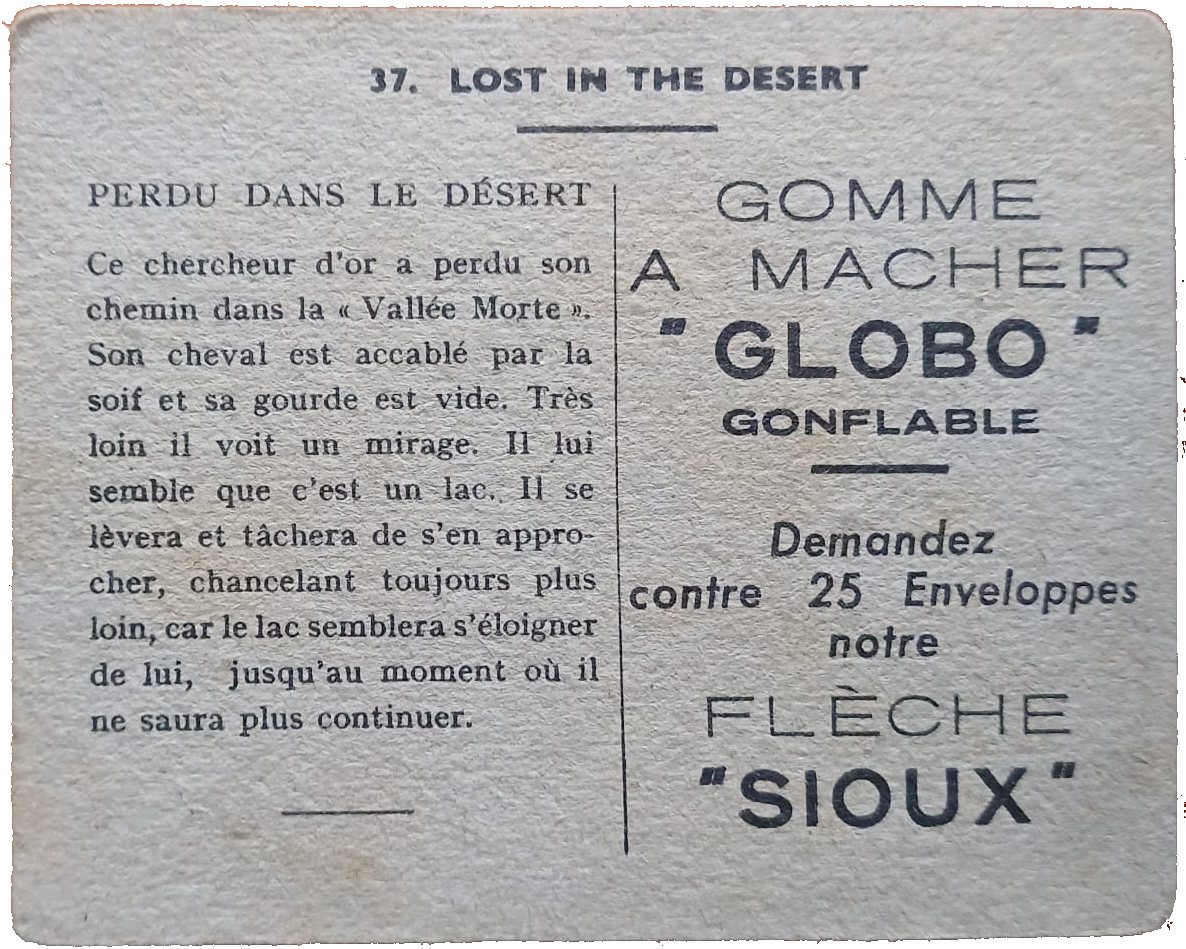 37. LOST IN THE DESERT
PERDU DANS LE DÉSERT
Ce chercheur d'or a perdu son
chemin dans la « Vallée Morte ».
Son cheval est accablé par la
soif et sa gourde est vide. Très
loin il voit un mirage. Il lui
semble que c'est un lac. Il se
lèvera et tâchera de s'en appro-
cher, chancelant toujours plus
loin, car le lac semblera s'éloigner
de lui, jusqu'au moment où il
ne saura plus continuer.
GOMME
A MACHER
"GLOBO"
GONFLABLE
Demandez
contre 25 Enveloppes
notre
FLÈCHE
"SIOUX"